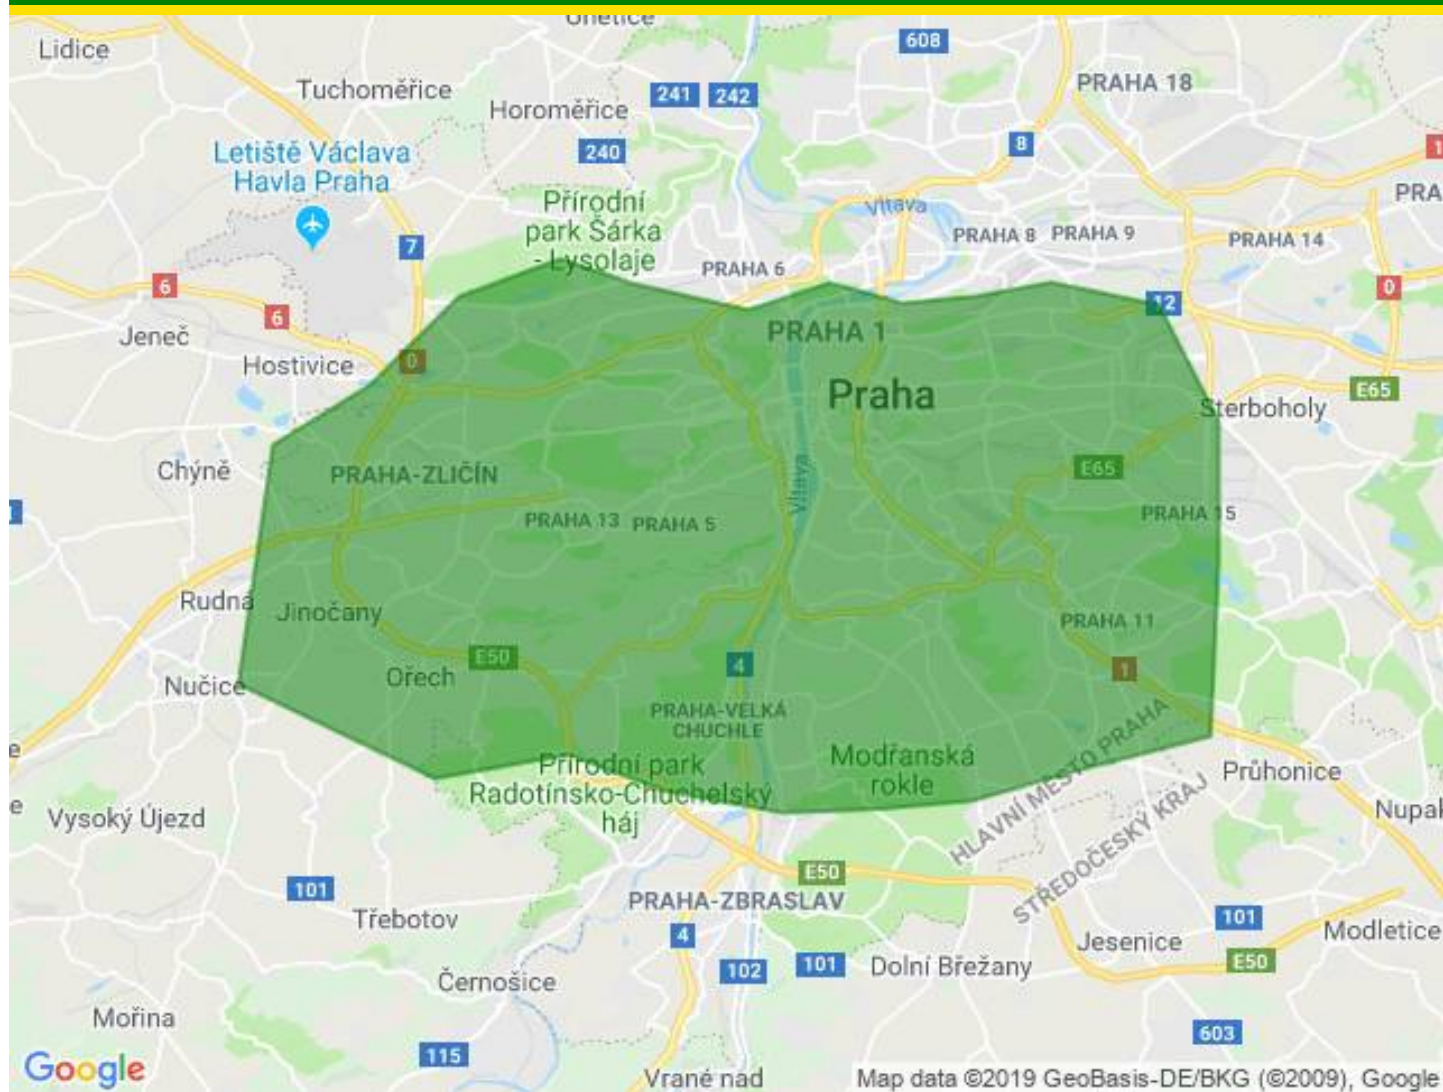 Únětice
Lidice
608
Tuchoměřice
PRAHA 18
241
242
Horoměřice
8
240
1
Letiště Václava
Havla Praha
Přírodní
park Šárka
- Lysolaje
Vltava
PRA
7
PRAHA 8
PRAHA 9
PRAHA 14
PRAHA 6
6
0
6
12
Jeneč
PRAHA 1
Hostivice
0
Praha
E65
Štěrboholy
Chýně
PRAHA-ZLIČÍN
E65
Vltava
PRAHA 13
PRAHA 5
PRAHA 15
Rudná
Jinočany
PRAHA 11
E50
4
1
Ořech
Nučice
PRAHA-VELKÁ
CHUCHLE
Přírodní park
Radotínsko-Chuchelský
háj
Modřanská
rokle
HLAVNÍ MĚSTO PRAHA
STŘEDOČESKÝ KRAJ
Průhonice
Vysoký Újezd
Nupak
E50
101
PRAHA-ZBRASLAV
Třebotov
4
101
Modletice
Jesenice
E50
102
101
Dolní Břežany
Černošice
Mořina
603
115
Google
Vrané nad
Map data ©2019 GeoBasis-DE/BKG (©2009), Google